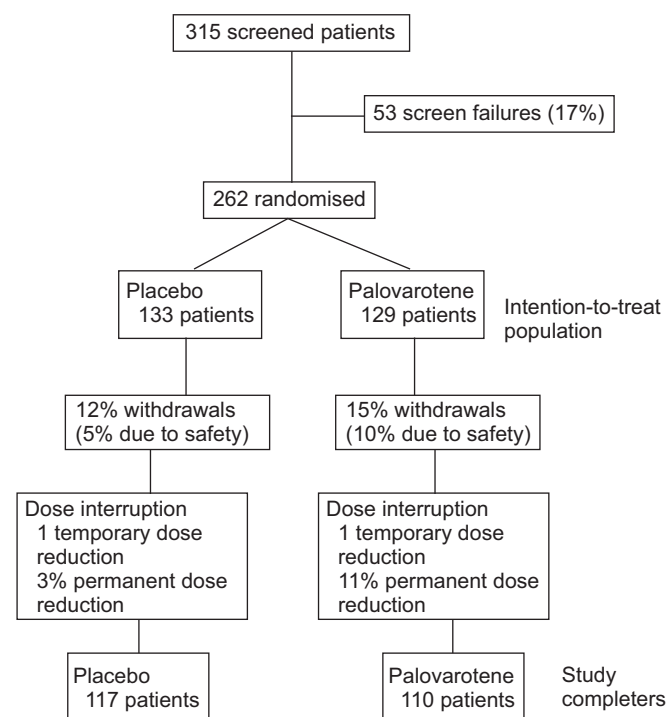 315 screened patients
53 screen failures (17%)
262 randomised
Placebo
133 patients
Palovarotene
129 patients
Intention-to-treat
population
12% withdrawals
(5% due to safety)
15% withdrawals
(10% due to safety)
Dose interruption
1 temporary dose
reduction
3% permanent dose
reduction
Dose interruption
1 temporary dose
reduction
11% permanent dose
reduction
Placebo
117 patients
Palovarotene
110 patients
Study
completers